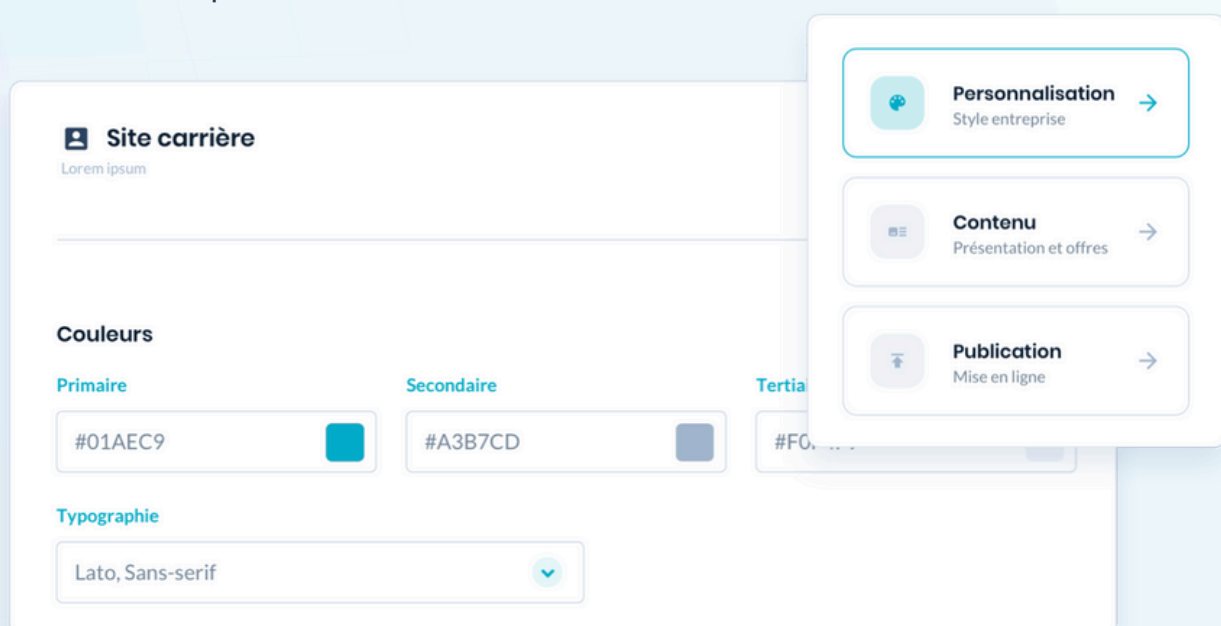 Site carrière
Lorem ipsum
Couleurs
Primaire
#01AEC9
Secondaire
#A3B7CD
Typographie
Lato, Sans-serif
Personnalisation
Style entreprise
Contenu
Présentation et offres
Publication
Mise en ligne